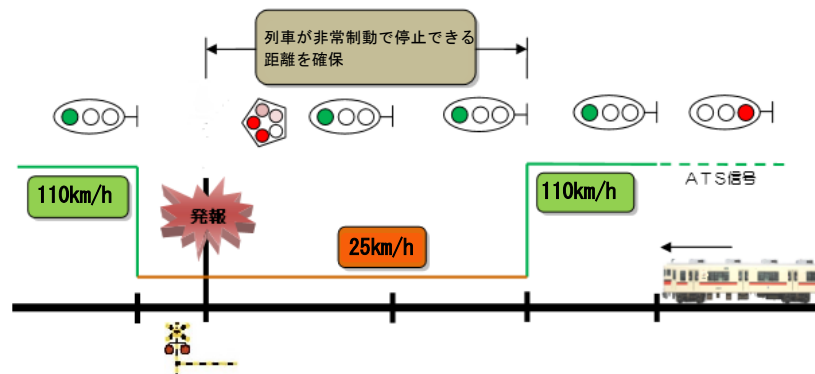 列車が非常制動で停止できる
距離を確保
110km/h
発報
25km/h
110km/h
ATS信号